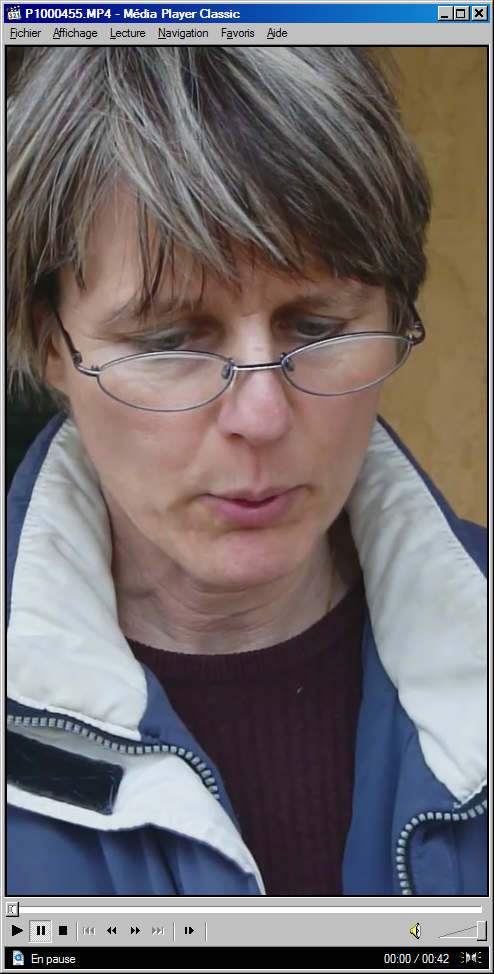 P1000455.MP4 - Média Player Classic
Fichier Affichage Lecture Navigation Favoris Aide
En pause 00:00 / 00:42